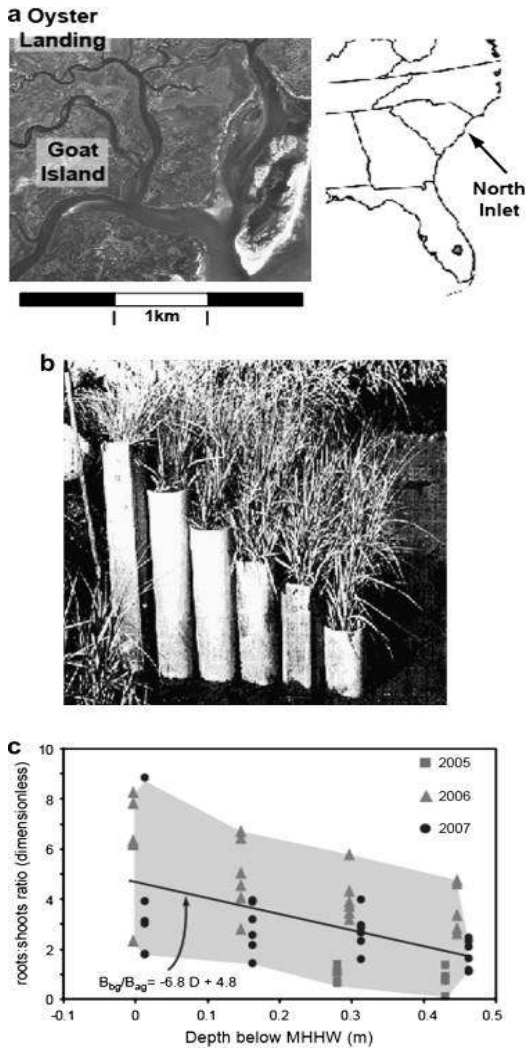 a
Oyster
Landing
Goat
Island
North
Inlet
1km
b
c
10
8
6
4
2
0
roots:shoots ratio (dimensionless)
2005
2006
2007
B_bg/B_ag= -6.8 D + 4.8
-0.1 0 0.1 0.2 0.3 0.4 0.5
Depth below MHHW (m)